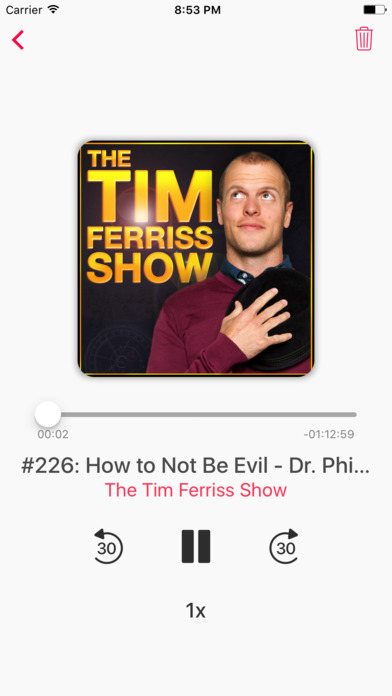 Carrier 8:53 PM
THE
TIM
FERRISS
SHOW
00:02 -01:12:59
#226: How to Not Be Evil - Dr. Phi...
The Tim Ferriss Show
30 30
1x